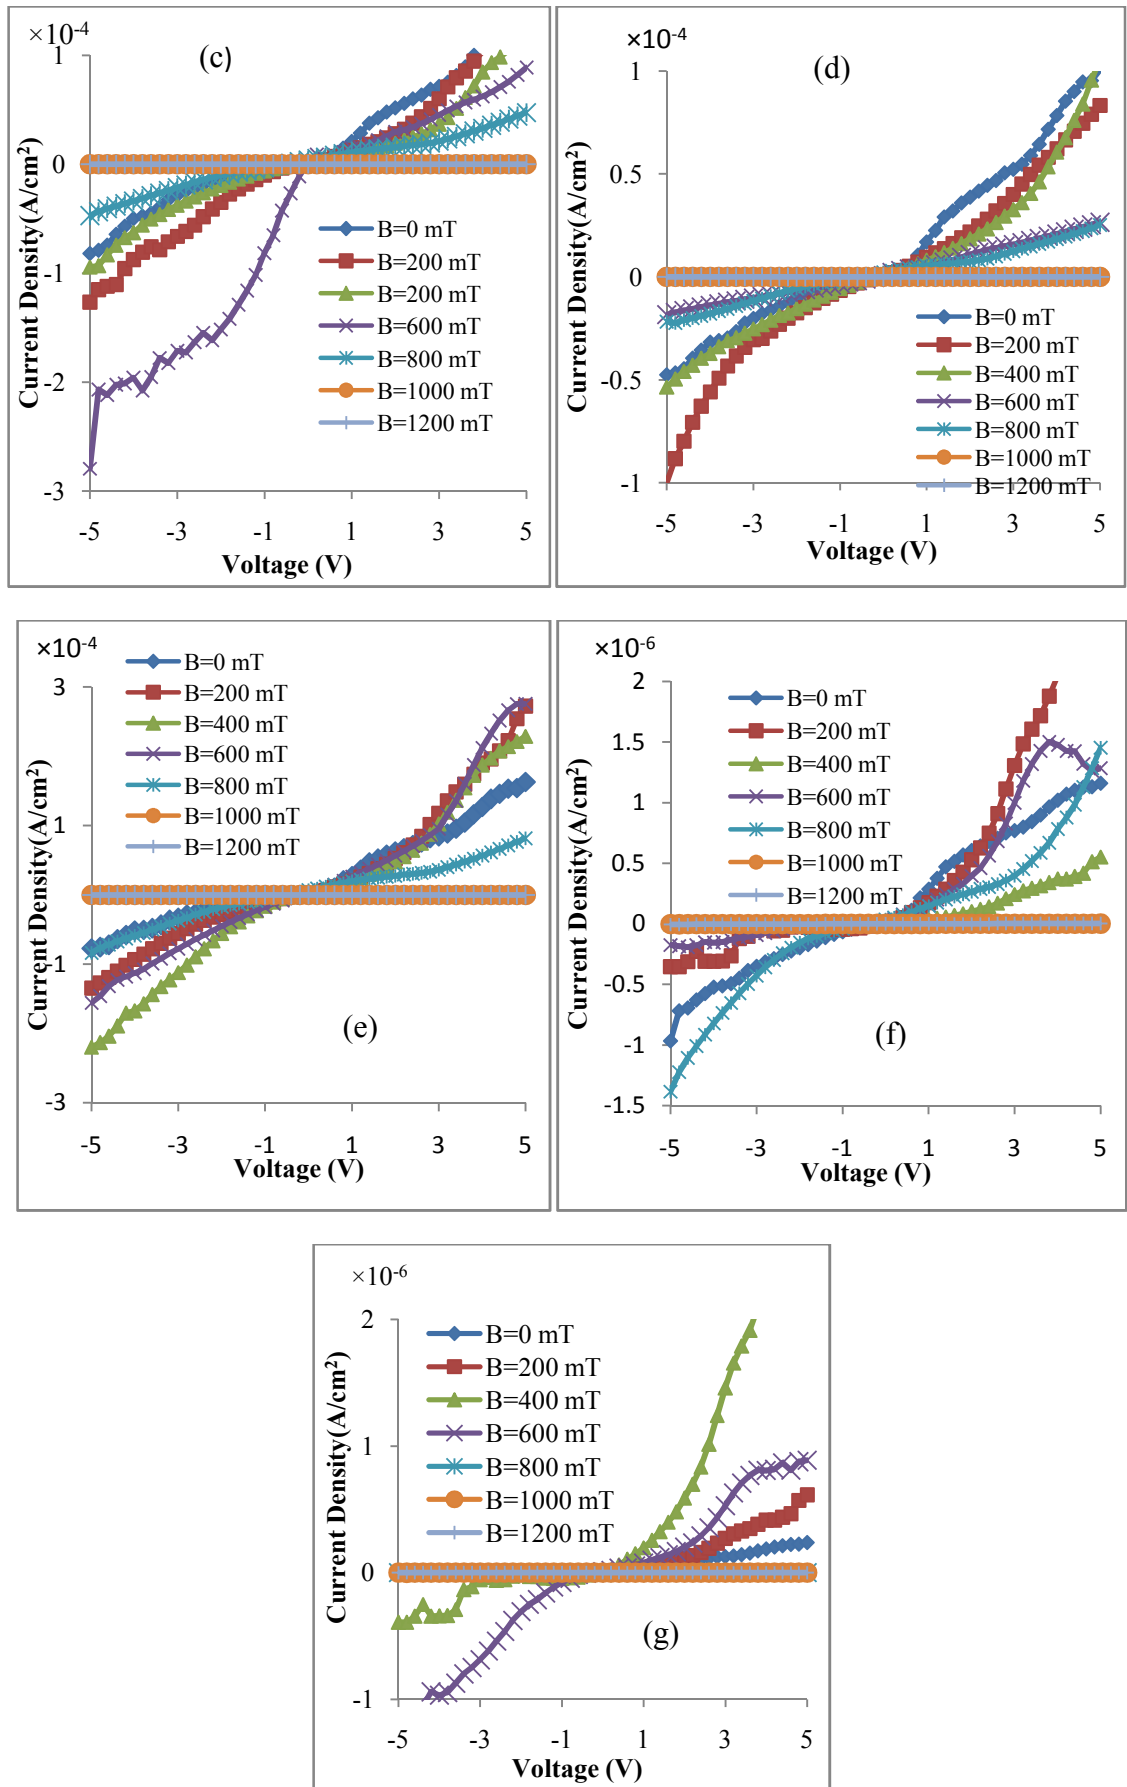 ×10⁻⁴
(c)
1
0
-1
-2
-3
-5
-3
-1
1
3
5
Current Density(A/cm²)
Voltage (V)
B=0 mT
B=200 mT
B=200 mT
B=600 mT
B=800 mT
B=1000 mT
B=1200 mT
×10⁻⁴
(d)
1
0.5
0
-0.5
-1
-5
-3
-1
1
3
5
Current Density(A/cm²)
Voltage (V)
B=0 mT
B=200 mT
B=400 mT
B=600 mT
B=800 mT
B=1000 mT
B=1200 mT
×10⁻⁴
B=0 mT
B=200 mT
B=400 mT
B=600 mT
B=800 mT
B=1000 mT
B=1200 mT
3
1
-1
-3
-5
-3
-1
1
3
5
Current Density(A/cm²)
(e)
Voltage (V)
×10⁻⁶
B=0 mT
B=200 mT
B=400 mT
B=600 mT
B=800 mT
B=1000 mT
B=1200 mT
2
1.5
1
0.5
0
-0.5
-1
-1.5
-5
-3
-1
1
3
5
Current Density(A/cm²)
(f)
Voltage (V)
×10⁻⁶
B=0 mT
B=200 mT
B=400 mT
B=600 mT
B=800 mT
B=1000 mT
B=1200 mT
2
1
0
-1
-5
-3
-1
1
3
5
Current Density(A/cm²)
(g)
Voltage (V)